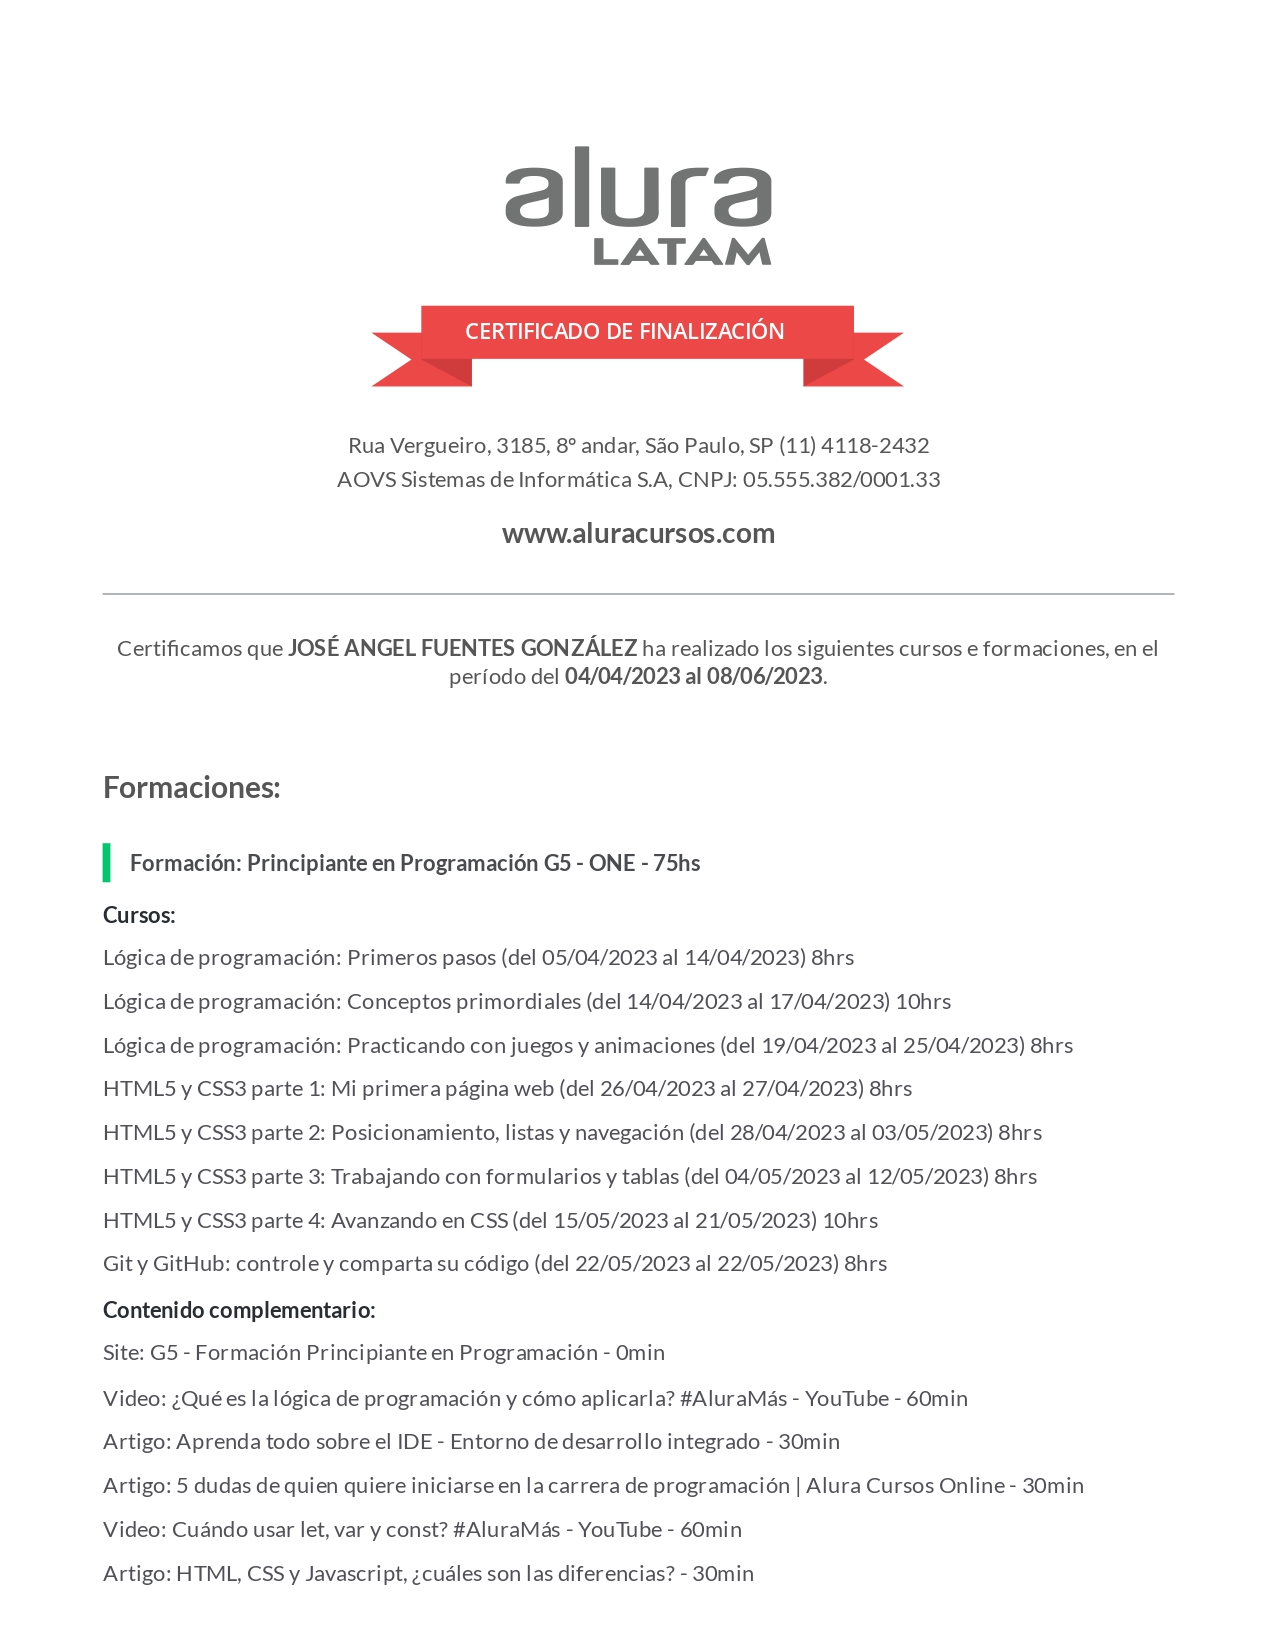 alura
LATAM
CERTIFICADO DE FINALIZACIÓN
Rua Vergueiro, 3185, 8º andar, São Paulo, SP (11) 4118-2432
AOVS Sistemas de Informática S.A, CNPJ: 05.555.382/0001.33
www.aluracursos.com
Certificamos que JOSÉ ANGEL FUENTES GONZÁLEZ ha realizado los siguientes cursos e formaciones, en el
período del 04/04/2023 al 08/06/2023.
Formaciones:
Formación: Principiante en Programación G5 - ONE - 75hs
Cursos:
Lógica de programación: Primeros pasos (del 05/04/2023 al 14/04/2023) 8hrs
Lógica de programación: Conceptos primordiales (del 14/04/2023 al 17/04/2023) 10hrs
Lógica de programación: Practicando con juegos y animaciones (del 19/04/2023 al 25/04/2023) 8hrs
HTML5 y CSS3 parte 1: Mi primera página web (del 26/04/2023 al 27/04/2023) 8hrs
HTML5 y CSS3 parte 2: Posicionamiento, listas y navegación (del 28/04/2023 al 03/05/2023) 8hrs
HTML5 y CSS3 parte 3: Trabajando con formularios y tablas (del 04/05/2023 al 12/05/2023) 8hrs
HTML5 y CSS3 parte 4: Avanzando en CSS (del 15/05/2023 al 21/05/2023) 10hrs
Git y GitHub: controle y comparta su código (del 22/05/2023 al 22/05/2023) 8hrs
Contenido complementario:
Site: G5 - Formación Principiante en Programación - 0min
Video: ¿Qué es la lógica de programación y cómo aplicarla? #AluraMás - YouTube - 60min
Artigo: Aprenda todo sobre el IDE - Entorno de desarrollo integrado - 30min
Artigo: 5 dudas de quien quiere iniciarse en la carrera de programación | Alura Cursos Online - 30min
Video: Cuándo usar let, var y const? #AluraMás - YouTube - 60min
Artigo: HTML, CSS y Javascript, ¿cuáles son las diferencias? - 30min